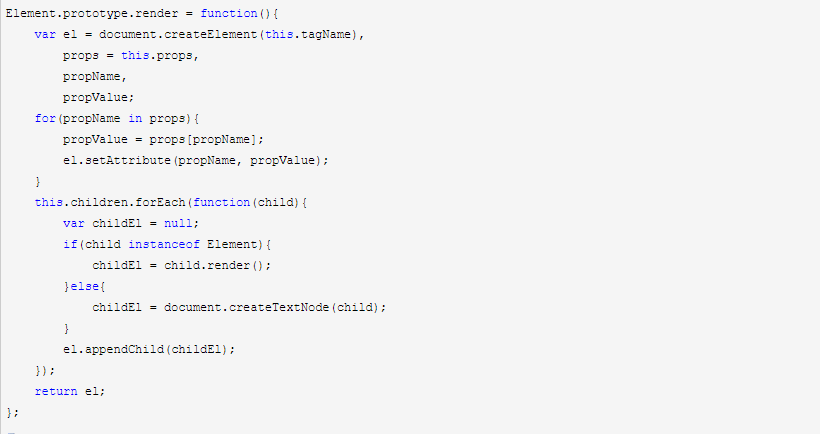 Element.prototype.render = function(){
    var el = document.createElement(this.tagName),
        props = this.props,
        propName,
        propValue;
    for(propName in props){
        propValue = props[propName];
        el.setAttribute(propName, propValue);
    }
    this.children.forEach(function(child){
        var childEl = null;
        if(child instanceof Element){
            childEl = child.render();
        }else{
            childEl = document.createTextNode(child);
        }
        el.appendChild(childEl);
    });
    return el;
};